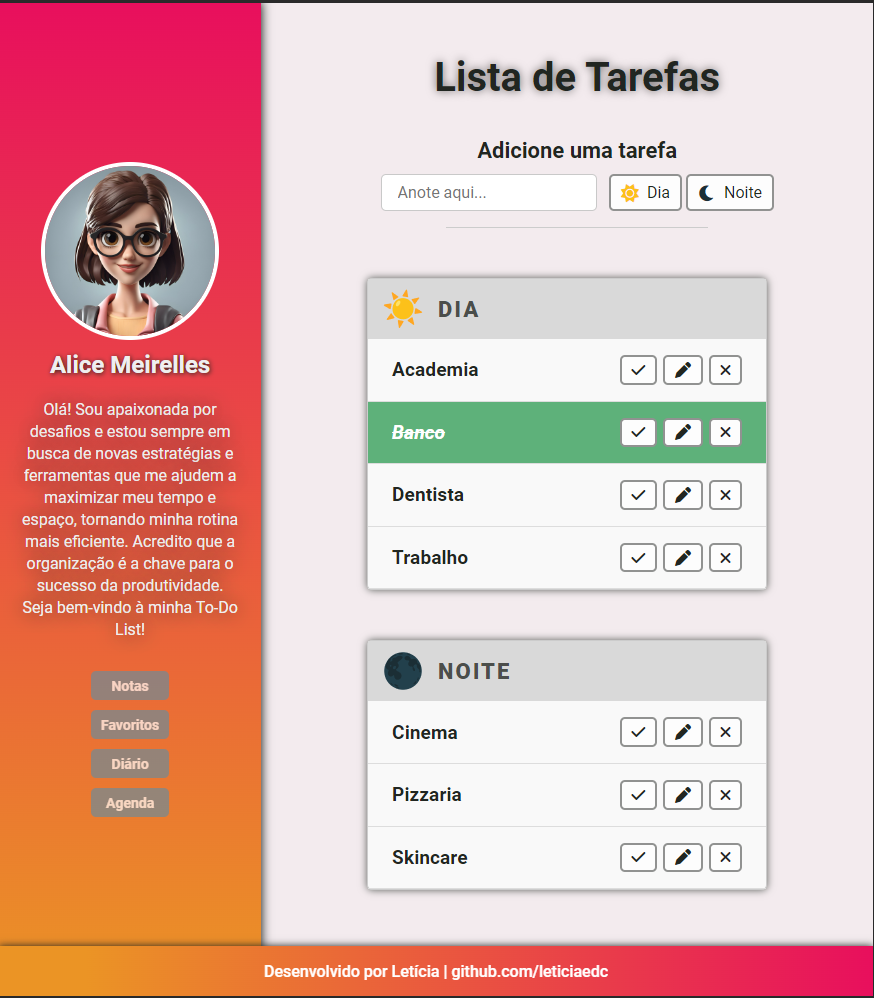 Lista de Tarefas
Adicione uma tarefa
Anote aqui...
Dia
Noite
Alice Meirelles
Olá! Sou apaixonada por
desafios e estou sempre em
busca de novas estratégias e
ferramentas que me ajudem a
maximizar meu tempo e
espaço, tornando minha rotina
mais eficiente. Acredito que a
organização é a chave para o
sucesso da produtividade.
Seja bem-vindo à minha To-Do
List!
Notas
Favoritos
Diário
Agenda
DIA
Academia
Banco
Dentista
Trabalho
NOITE
Cinema
Pizzaria
Skincare
Desenvolvido por Letícia | github.com/leticiaedc